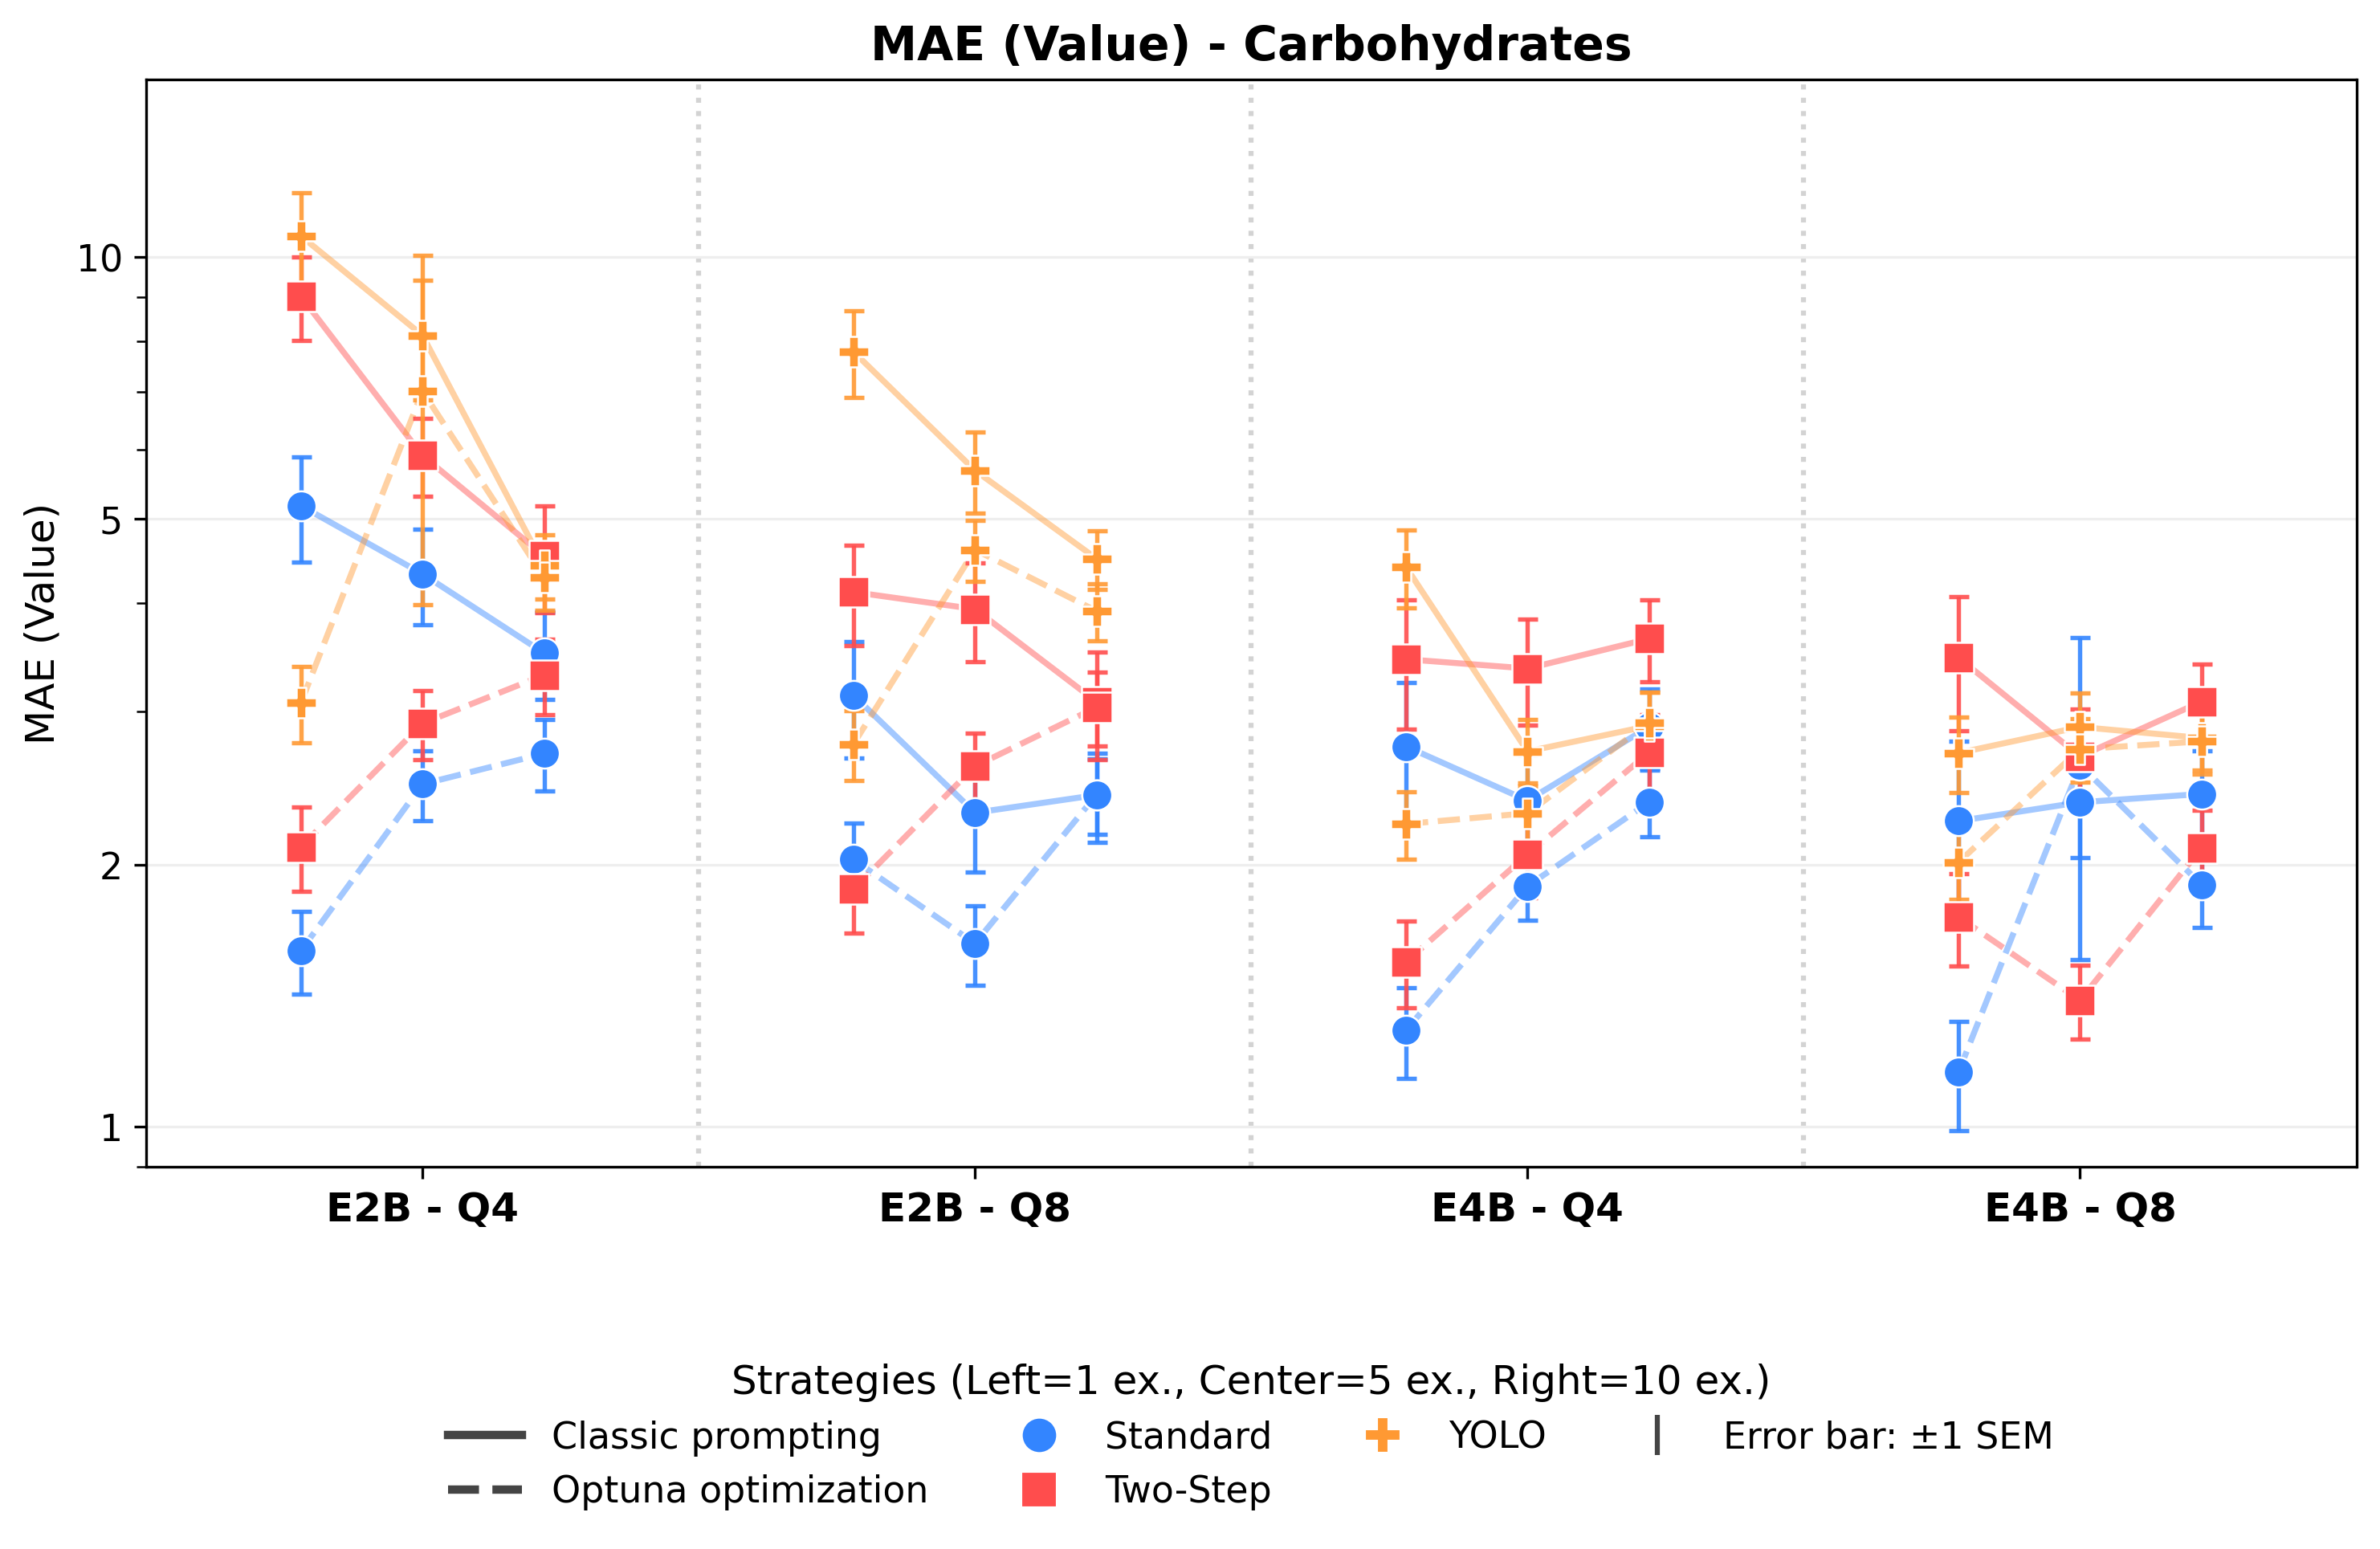 MAE (Value) - Carbohydrates
MAE (Value)
10
5
2
1
E2B - Q4
E2B - Q8
E4B - Q4
E4B - Q8
Strategies (Left=1 ex., Center=5 ex., Right=10 ex.)
Classic prompting
Optuna optimization
Standard
Two-Step
YOLO
Error bar: ±1 SEM